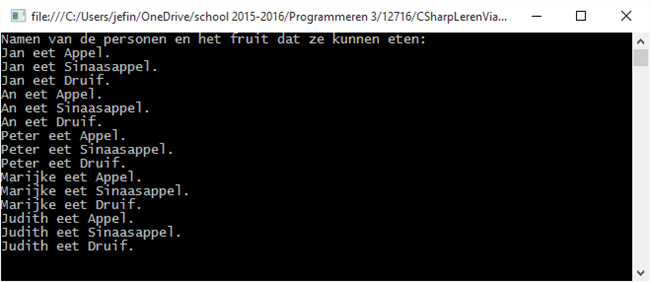 file:///C:/Users/jefin/OneDrive/school 2015-2016/Programmeren 3/12716/CSharpLerenVia...
Namen van de personen en het fruit dat ze kunnen eten:
Jan eet Appel.
Jan eet Sinaasappel.
Jan eet Druif.
An eet Appel.
An eet Sinaasappel.
An eet Druif.
Peter eet Appel.
Peter eet Sinaasappel.
Peter eet Druif.
Marijke eet Appel.
Marijke eet Sinaasappel.
Marijke eet Druif.
Judith eet Appel.
Judith eet Sinaasappel.
Judith eet Druif.